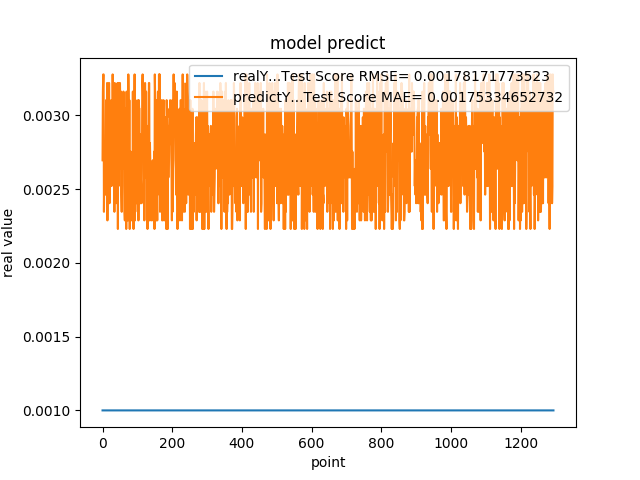 model predict
realY...Test Score RMSE= 0.00178171773523
predictY...Test Score MAE= 0.00175334652732
real value
0.0030
0.0025
0.0020
0.0015
0.0010
0 200 400 600 800 1000 1200
point